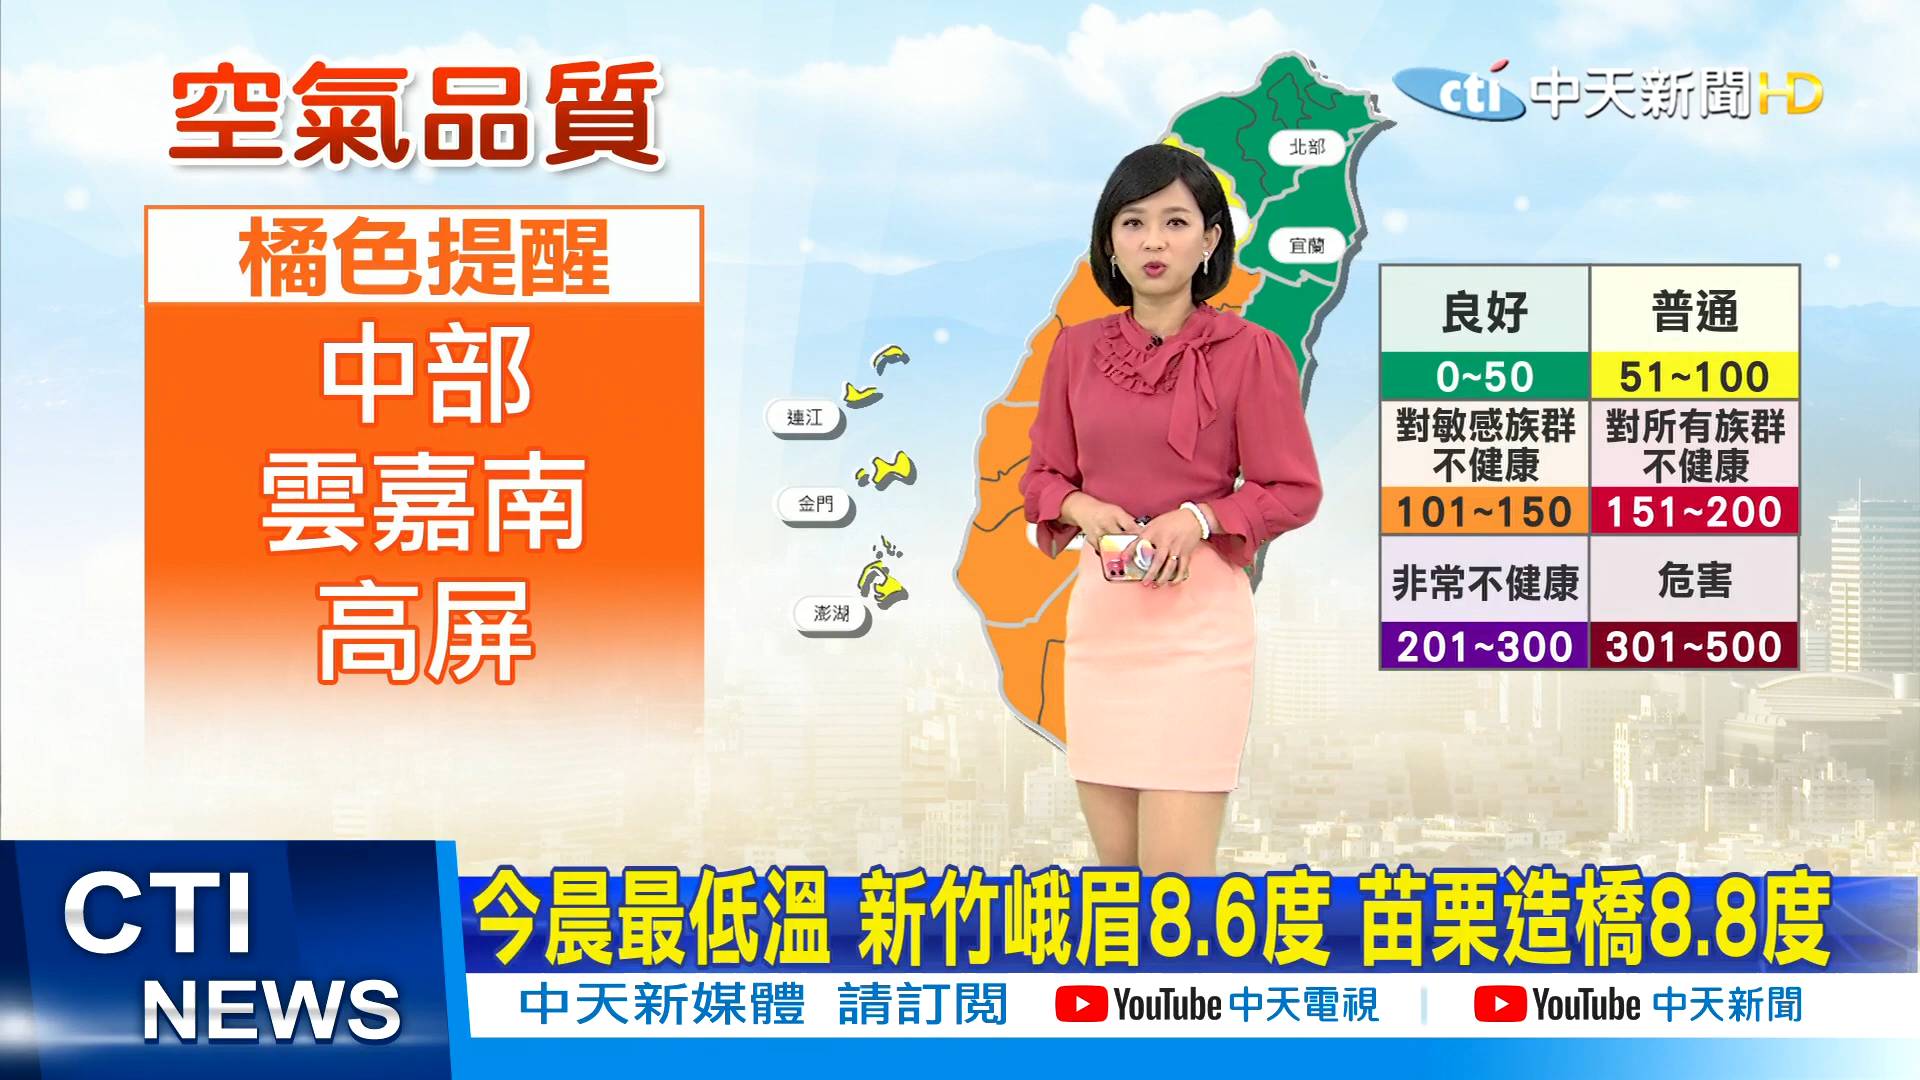 空氣品質
橘色提醒
中部
雲嘉南
高屏
cti 中天新聞HD
北部
宜蘭
連江
金門
澎湖
良好
普通
0~50
51~100
對敏感族群
不健康
對所有族群
不健康
101~150
151~200
非常不健康
危害
201~300
301~500
CTI
NEWS
今晨最低溫 新竹峨眉8.6度 苗栗造橋8.8度
中天新媒體 請訂閱 YouTube 中天電視 | YouTube 中天新聞